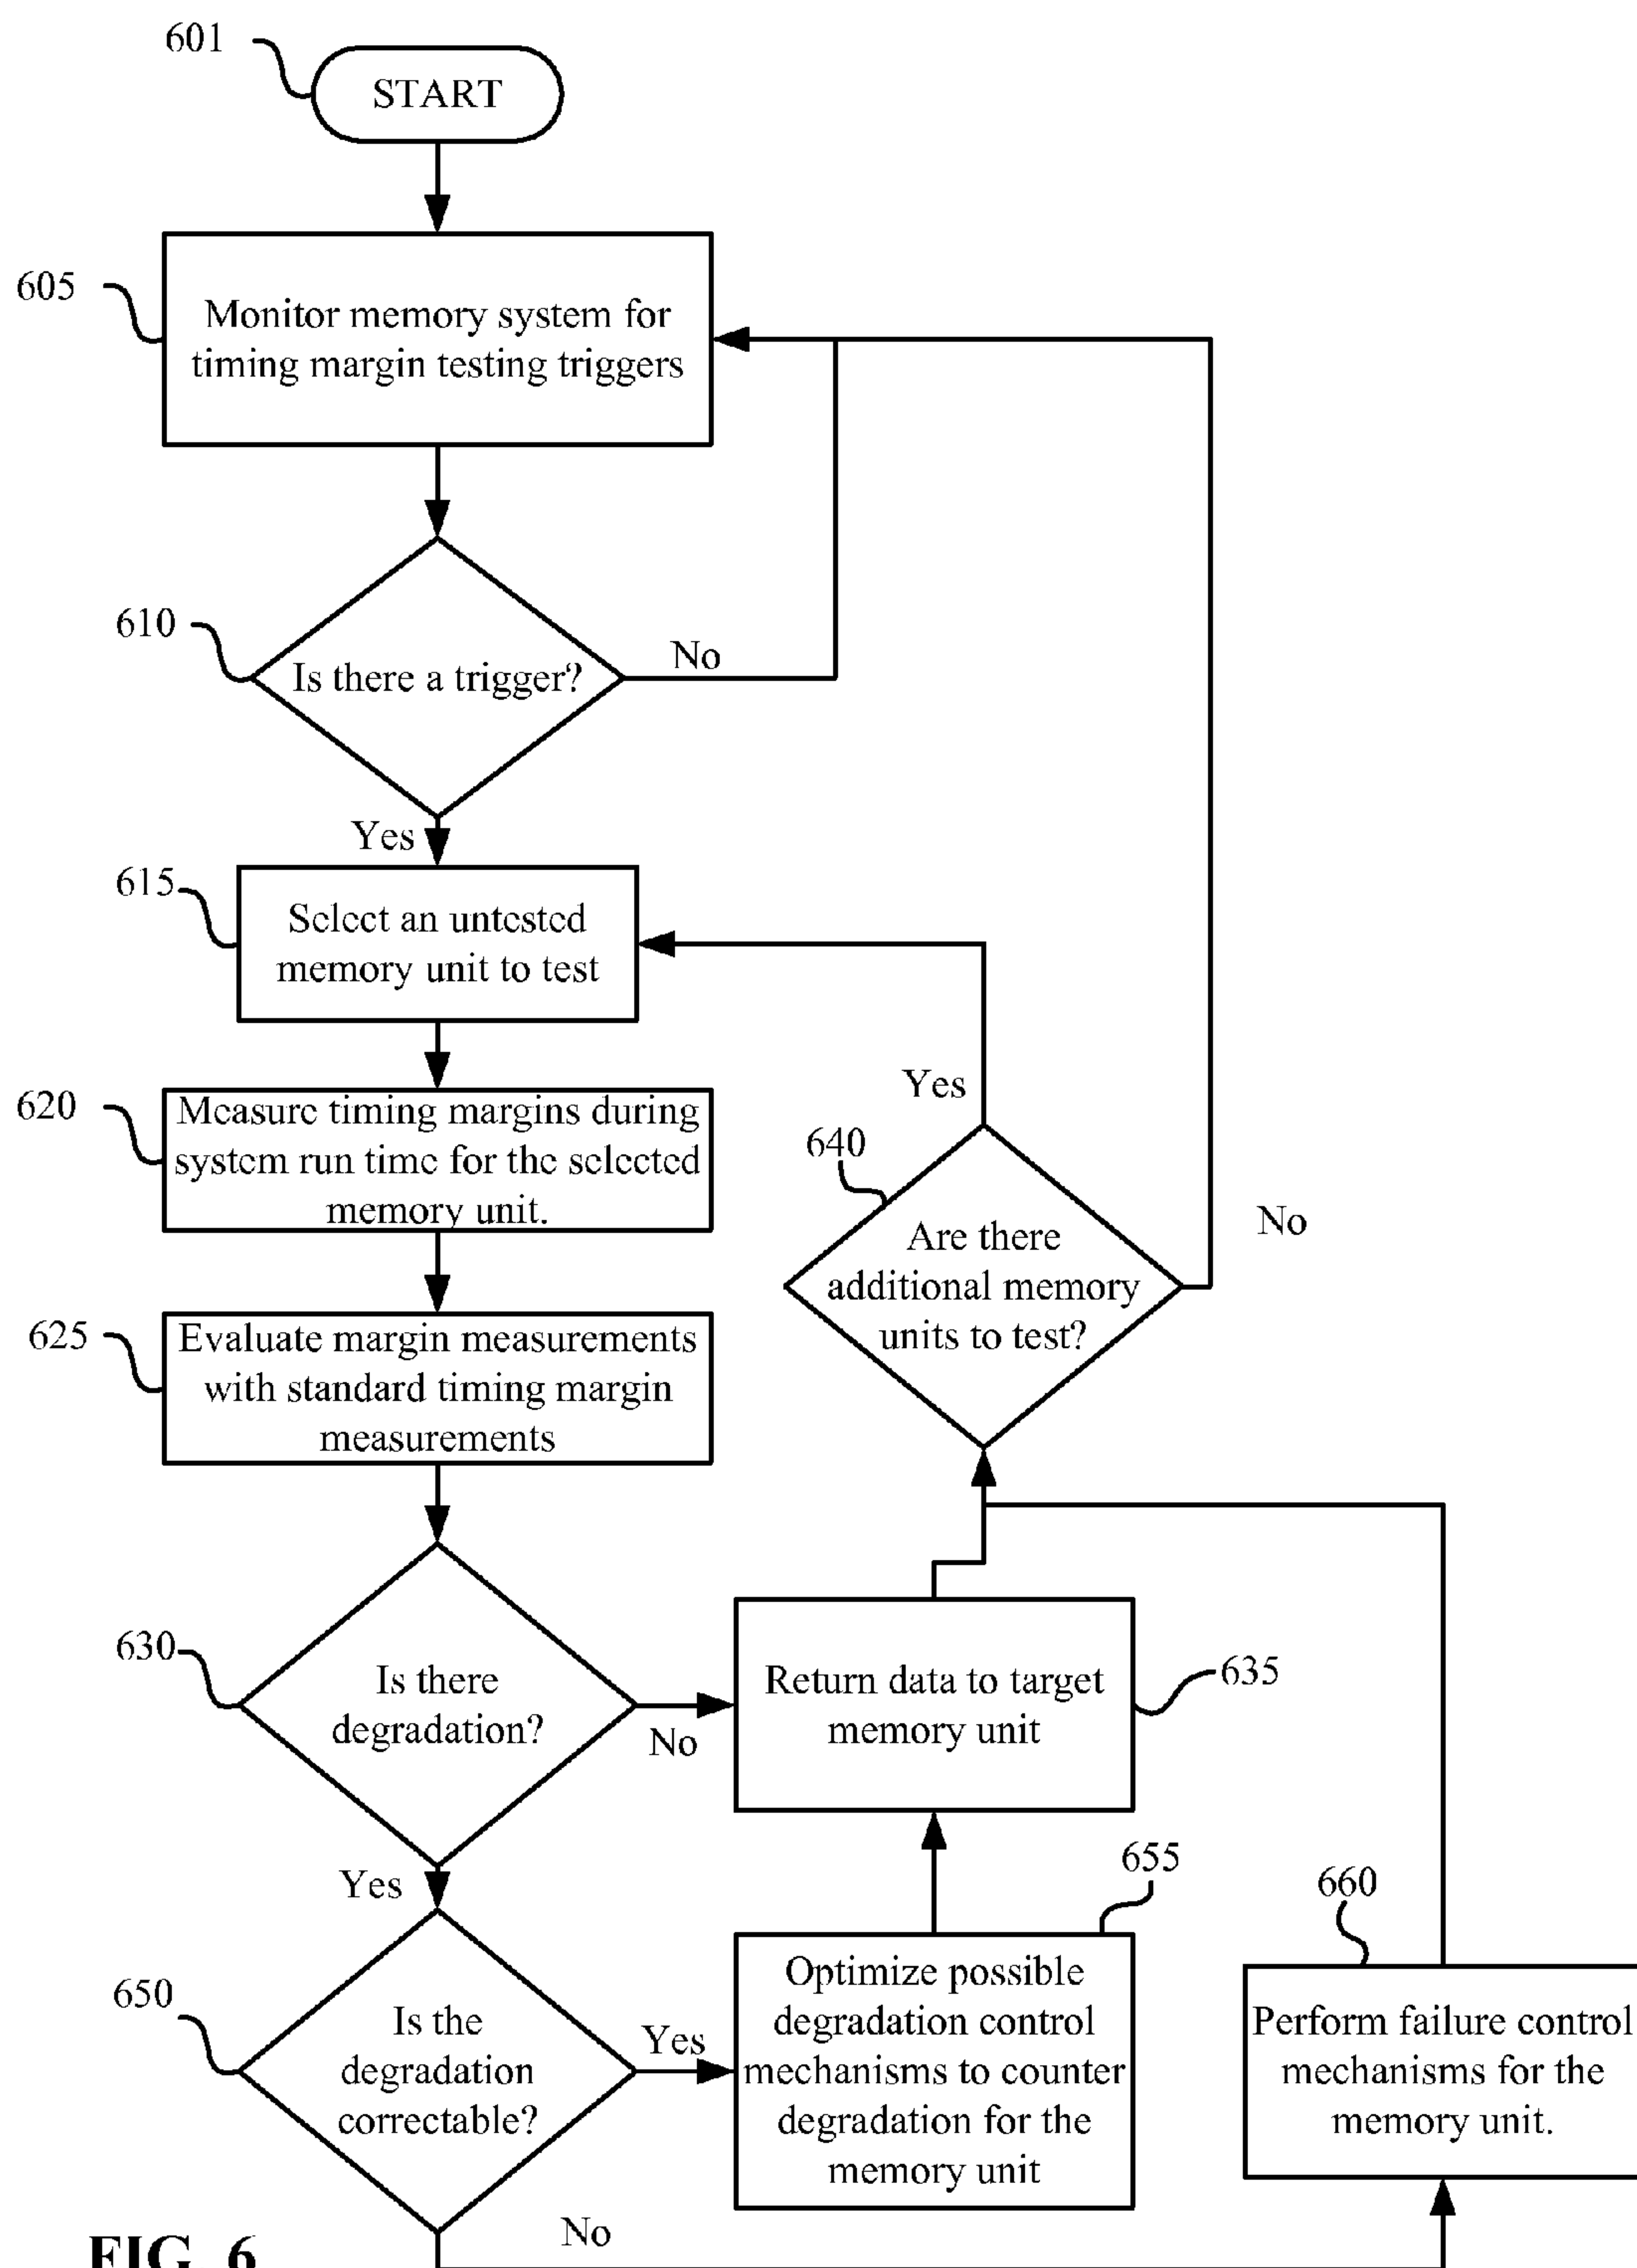 601
START
605
Monitor memory system for
timing margin testing triggers
610
Is there a trigger?
No
Yes
615
Select an untested
memory unit to test
620
Measure timing margins during
system run time for the selected
memory unit.
Yes
640
Are there
additional memory
units to test?
No
625
Evaluate margin measurements
with standard timing margin
measurements
630
Is there
degradation?
No
Return data to target
memory unit
635
Yes
655
660
650
Is the
degradation
correctable?
Yes
Optimize possible
degradation control
mechanisms to counter
degradation for the
memory unit
Perform failure control
mechanisms for the
memory unit.
No
FIG. 6